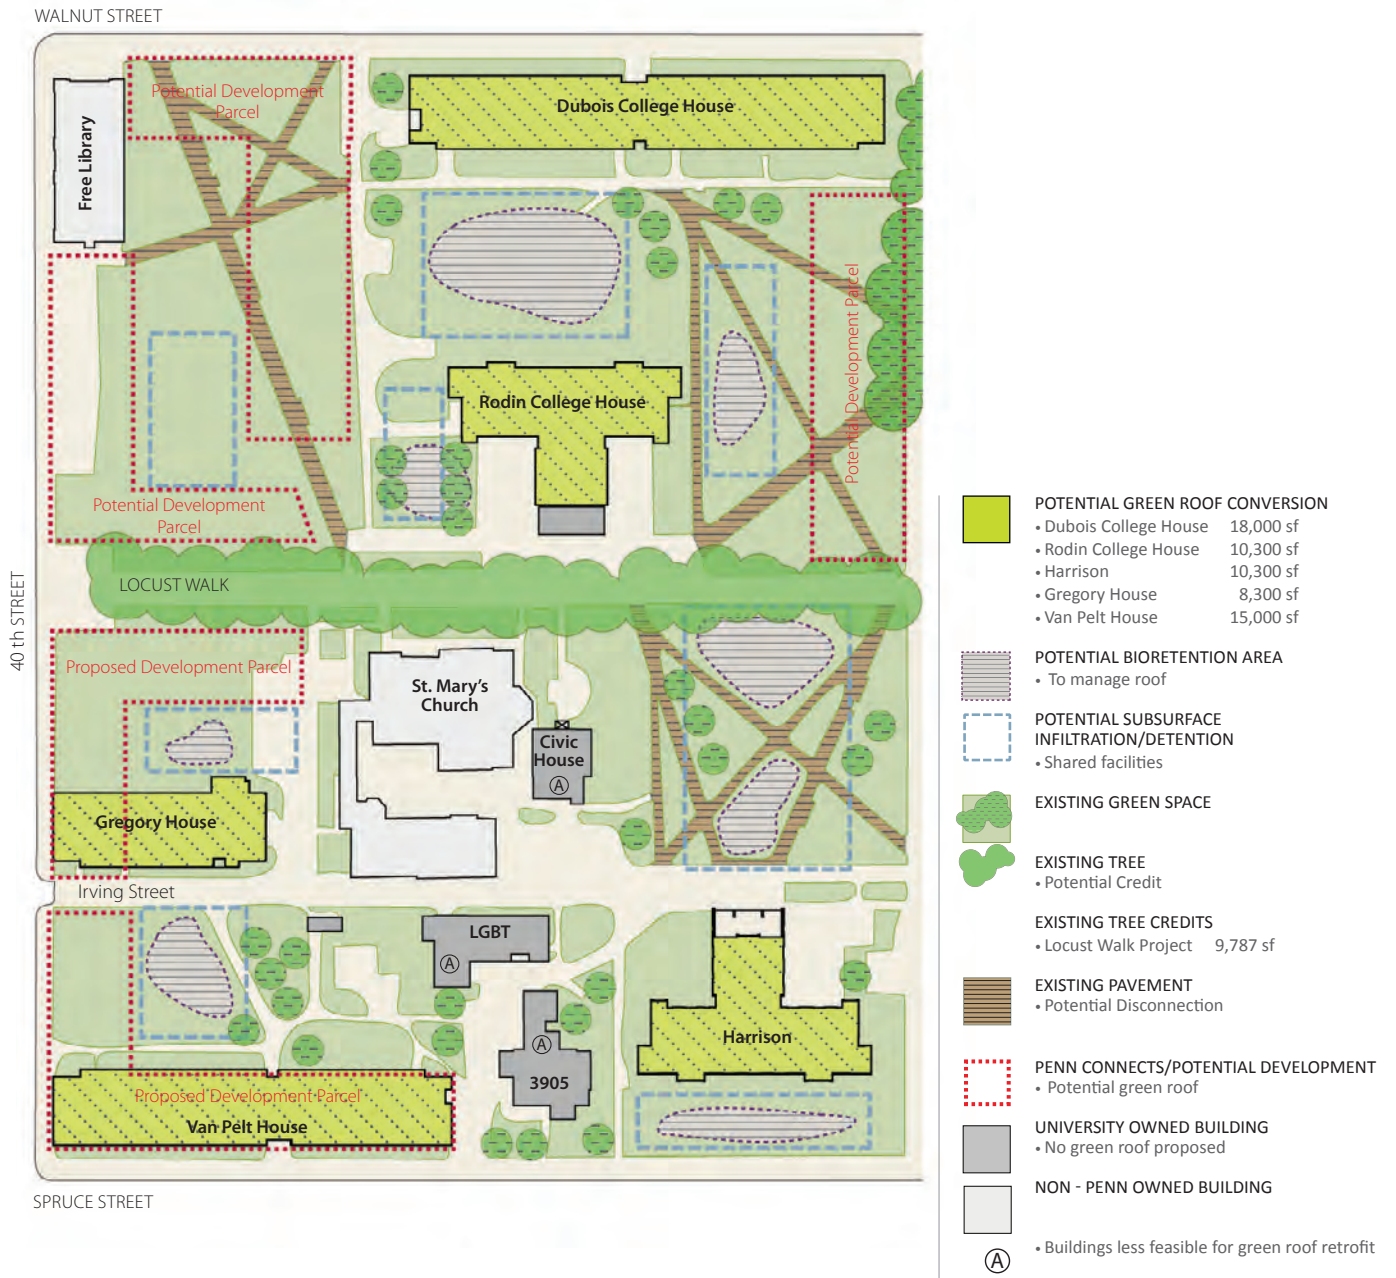 WALNUT STREET
Potential Development
Parcel
Free Library
Dubois College House
Potential Development Parcel
Rodin College House
Potential Development
Parcel
LOCUST WALK
40 th STREET
Proposed Development Parcel
St. Mary's
Church
Civic
House
A
Gregory House
Irving Street
LGBT
A
A
3905
Harrison
Proposed Development Parcel
Van Pelt House
SPRUCE STREET
POTENTIAL GREEN ROOF CONVERSION
• Dubois College House 18,000 sf
• Rodin College House 10,300 sf
• Harrison 10,300 sf
• Gregory House 8,300 sf
• Van Pelt House 15,000 sf
POTENTIAL BIORETENTION AREA
• To manage roof
POTENTIAL SUBSURFACE
INFILTRATION/DETENTION
• Shared facilities
EXISTING GREEN SPACE
EXISTING TREE
• Potential Credit
EXISTING TREE CREDITS
• Locust Walk Project 9,787 sf
EXISTING PAVEMENT
• Potential Disconnection
PENN CONNECTS/POTENTIAL DEVELOPMENT
• Potential green roof
UNIVERSITY OWNED BUILDING
• No green roof proposed
NON - PENN OWNED BUILDING
A • Buildings less feasible for green roof retrofit